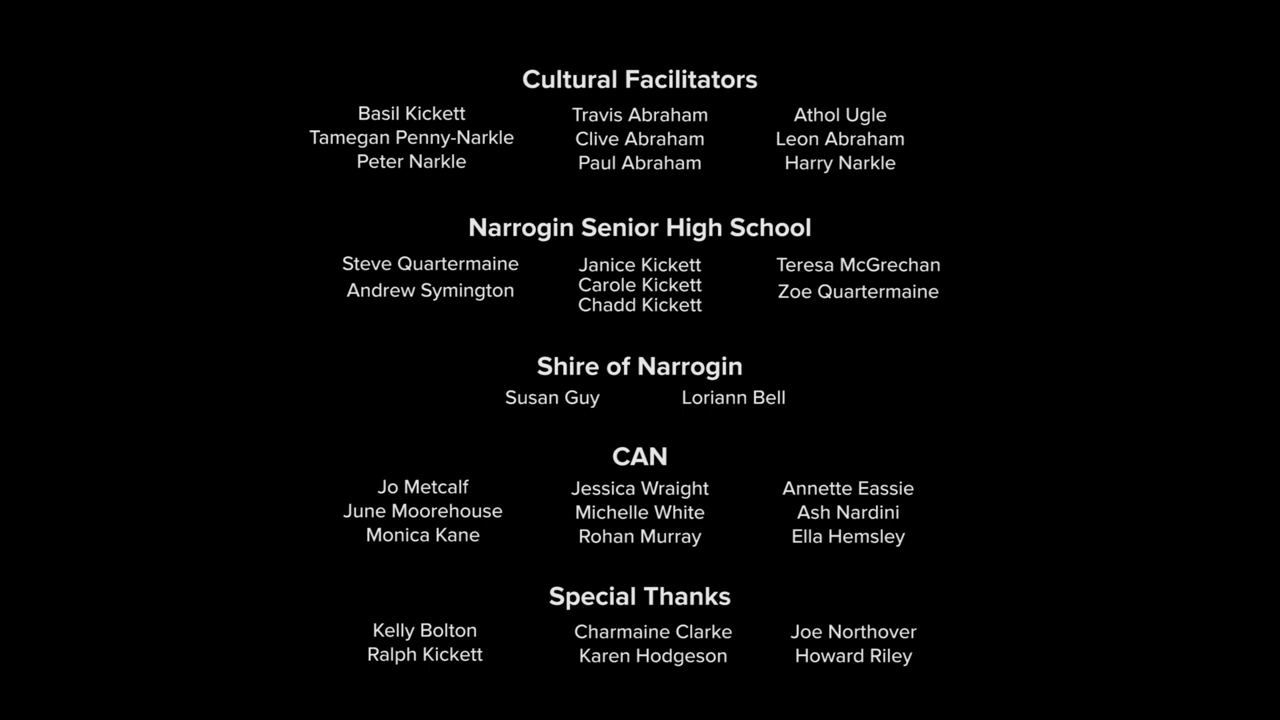 Cultural Facilitators
Basil Kickett Travis Abraham Athol Ugle
Tamegan Penny-Narkle Clive Abraham Leon Abraham
Peter Narkle Paul Abraham Harry Narkle
Narrogin Senior High School
Steve Quartermaine Janice Kickett Teresa McGrechan
Carole Kickett
Andrew Symington Chadd Kickett Zoe Quartermaine
Shire of Narrogin
Susan Guy Loriann Bell
CAN
Jo Metcalf Jessica Wraight Annette Eassie
June Moorehouse Michelle White Ash Nardini
Monica Kane Rohan Murray Ella Hemsley
Special Thanks
Kelly Bolton Charmaine Clarke Joe Northover
Ralph Kickett Karen Hodgeson Howard Riley